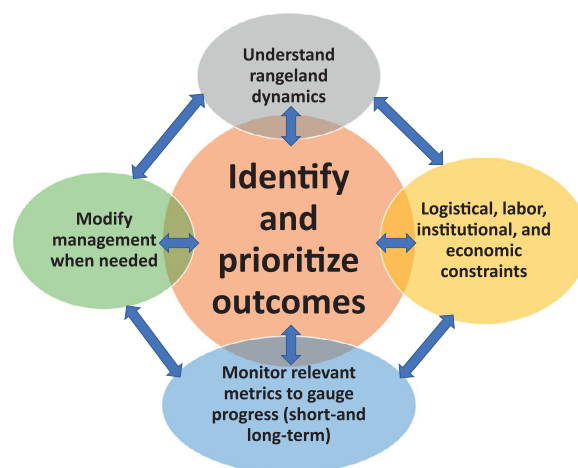 Understand
rangeland
dynamics
Identify
and
prioritize
outcomes
Modify
management
when needed
Logistical, labor,
institutional, and
economic
constraints
Monitor relevant
metrics to gauge
progress (short-and
long-term)